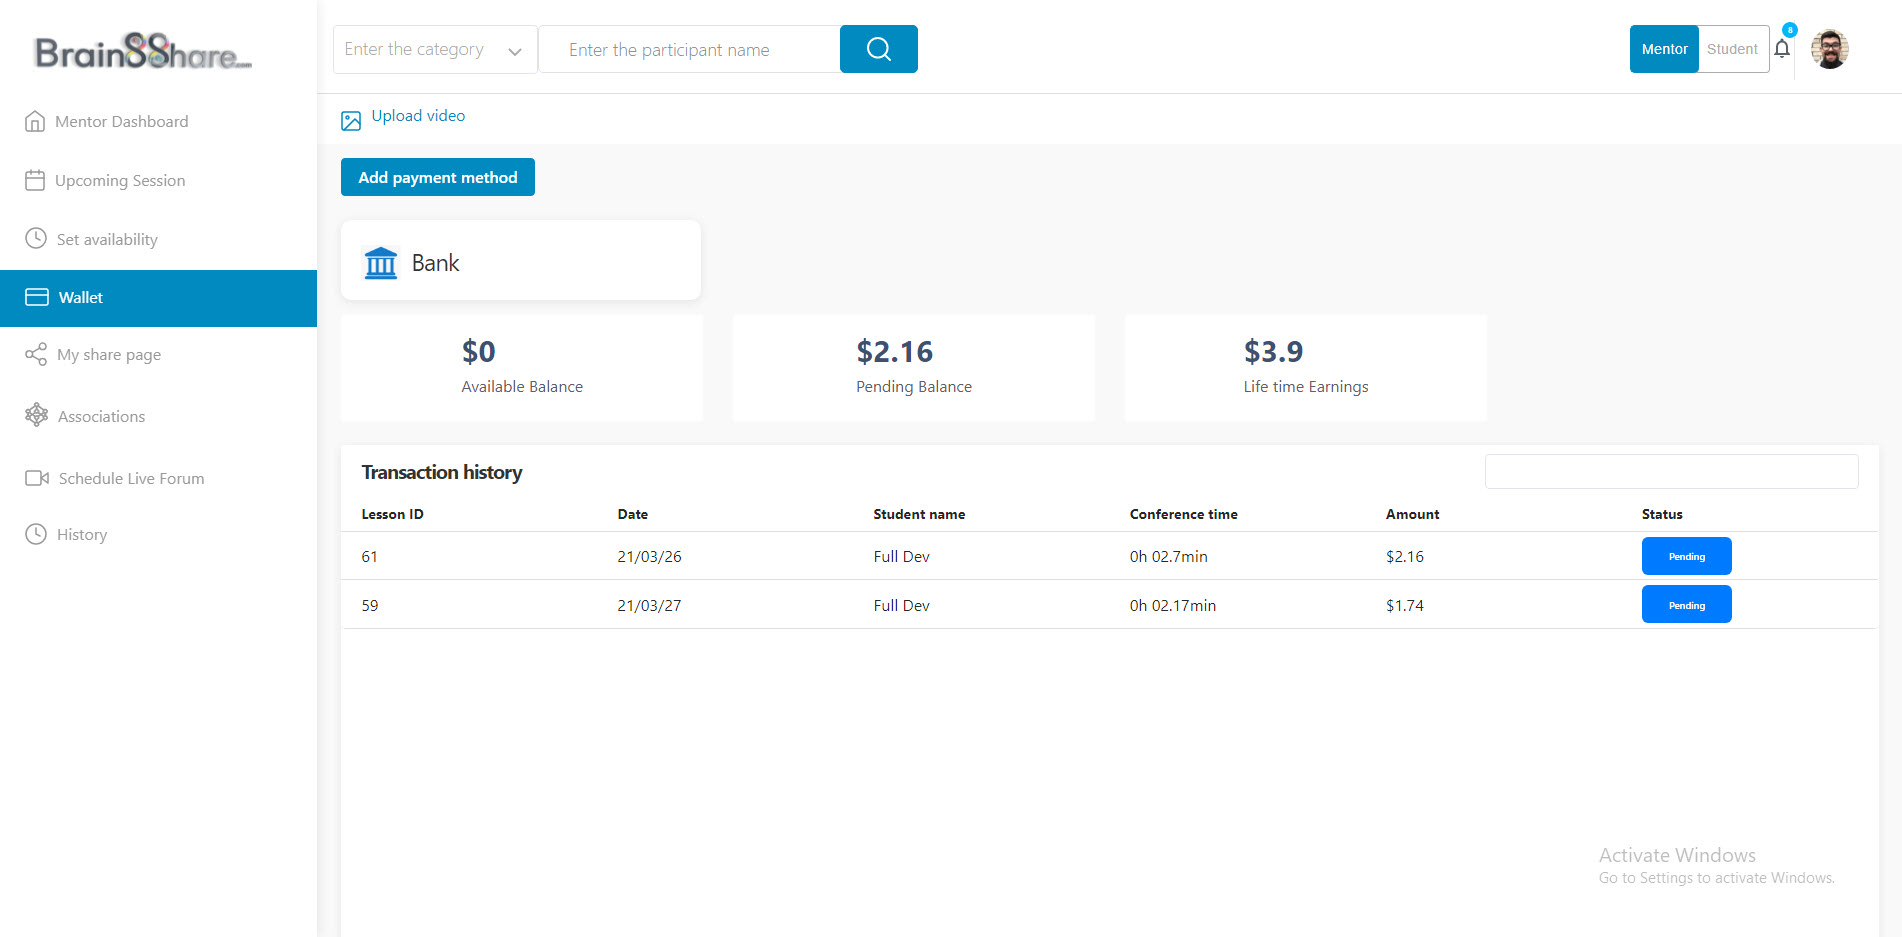 Brain88hare.com
Enter the category
Enter the participant name
Mentor
Student
8
Mentor Dashboard
Upcoming Session
Set availability
Wallet
My share page
Associations
Schedule Live Forum
History
Upload video
Add payment method
Bank
$0
Available Balance
$2.16
Pending Balance
$3.9
Life time Earnings
Transaction history
Lesson ID Date Student name Conference time Amount Status
61 21/03/26 Full Dev 0h 02.7min $2.16 Pending
59 21/03/27 Full Dev 0h 02.17min $1.74 Pending
Activate Windows
Go to Settings to activate Windows.